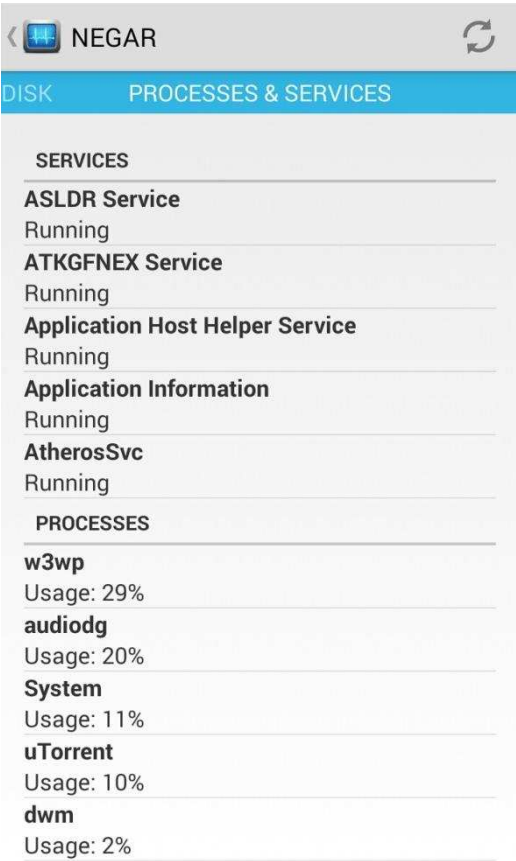 NEGAR
DISK PROCESSES & SERVICES
SERVICES
ASLDR Service
Running
ATKGFNEX Service
Running
Application Host Helper Service
Running
Application Information
Running
AtherosSvc
Running
PROCESSES
w3wp
Usage: 29%
audiodg
Usage: 20%
System
Usage: 11%
uTorrent
Usage: 10%
dwm
Usage: 2%